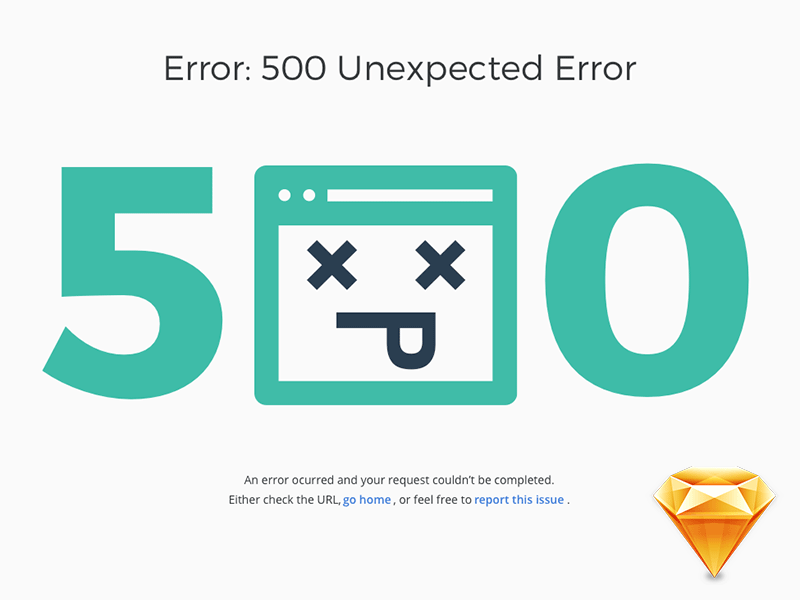 Error: 500 Unexpected Error
5 0
An error ocurred and your request couldn't be completed.
Either check the URL, go home , or feel free to report this issue .